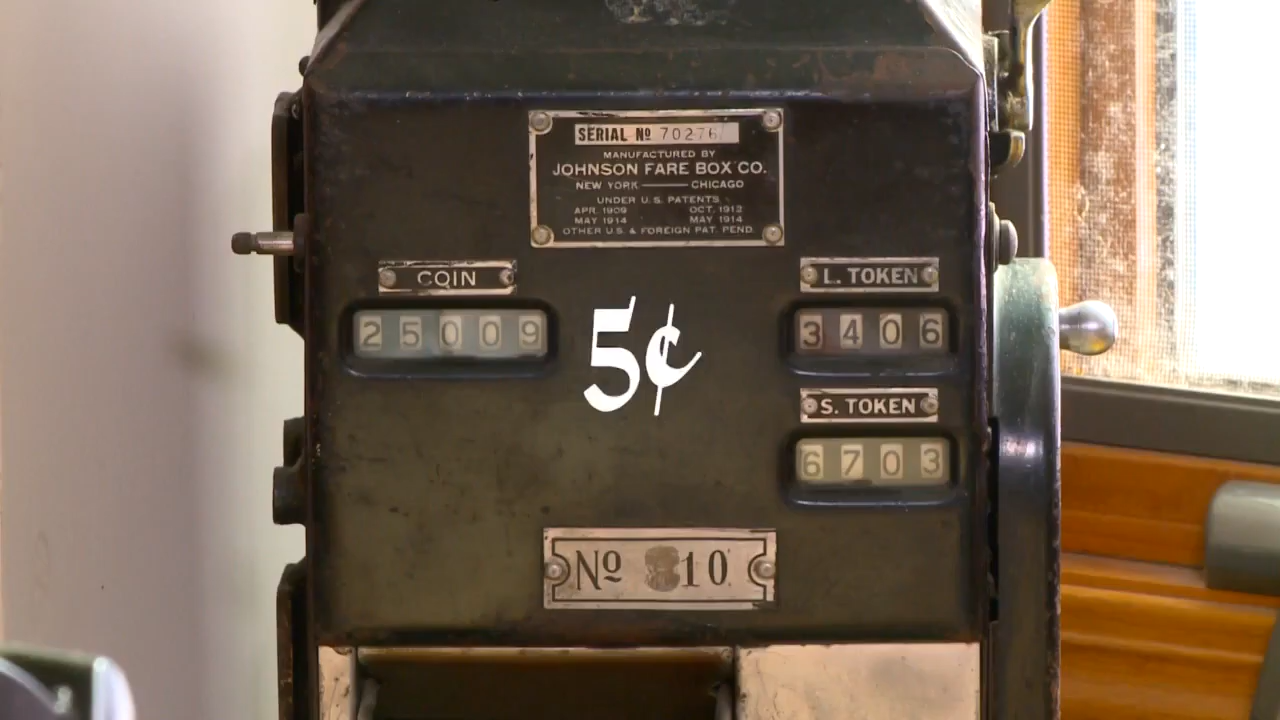 SERIAL Nº 70276
MANUFACTURED BY
JOHNSON FARE BOX CO.
NEW YORK — CHICAGO
UNDER U.S. PATENTS
APR. 1909 OCT. 1912
MAY 1914 MAY 1914
OTHER U.S. & FOREIGN PAT. PEND.
COIN
25009
5¢
L. TOKEN
3406
S. TOKEN
6703
Nº 10